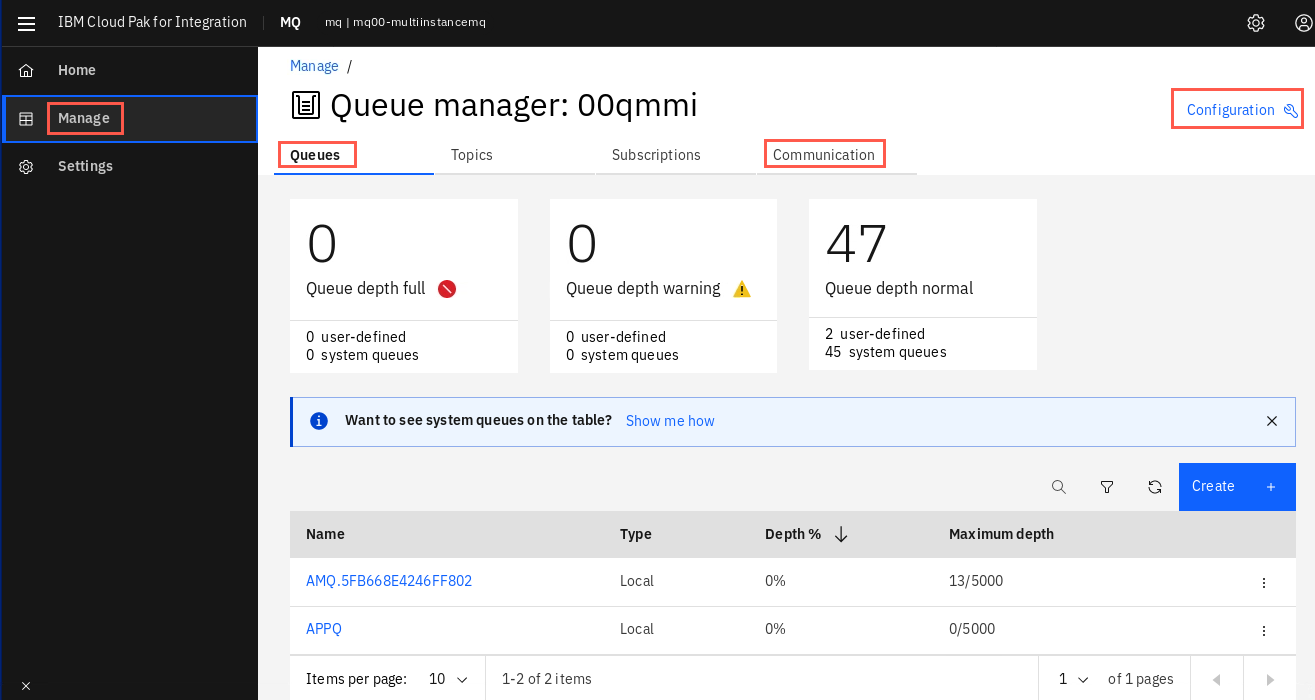 IBM Cloud Pak for Integration | MQ mq | mq00-multiinstancemq
Home
Manage
Settings
Manage /
Queue manager: 00qmmi
Configuration
Queues Topics Subscriptions Communication
0
Queue depth full
0 user-defined
0 system queues
0
Queue depth warning
0 user-defined
0 system queues
47
Queue depth normal
2 user-defined
45 system queues
Want to see system queues on the table? Show me how
Create +
Name Type Depth % Maximum depth
AMQ.5FB668E4246FF802 Local 0% 13/5000
APPQ Local 0% 0/5000
Items per page: 10 1-2 of 2 items 1 of 1 pages